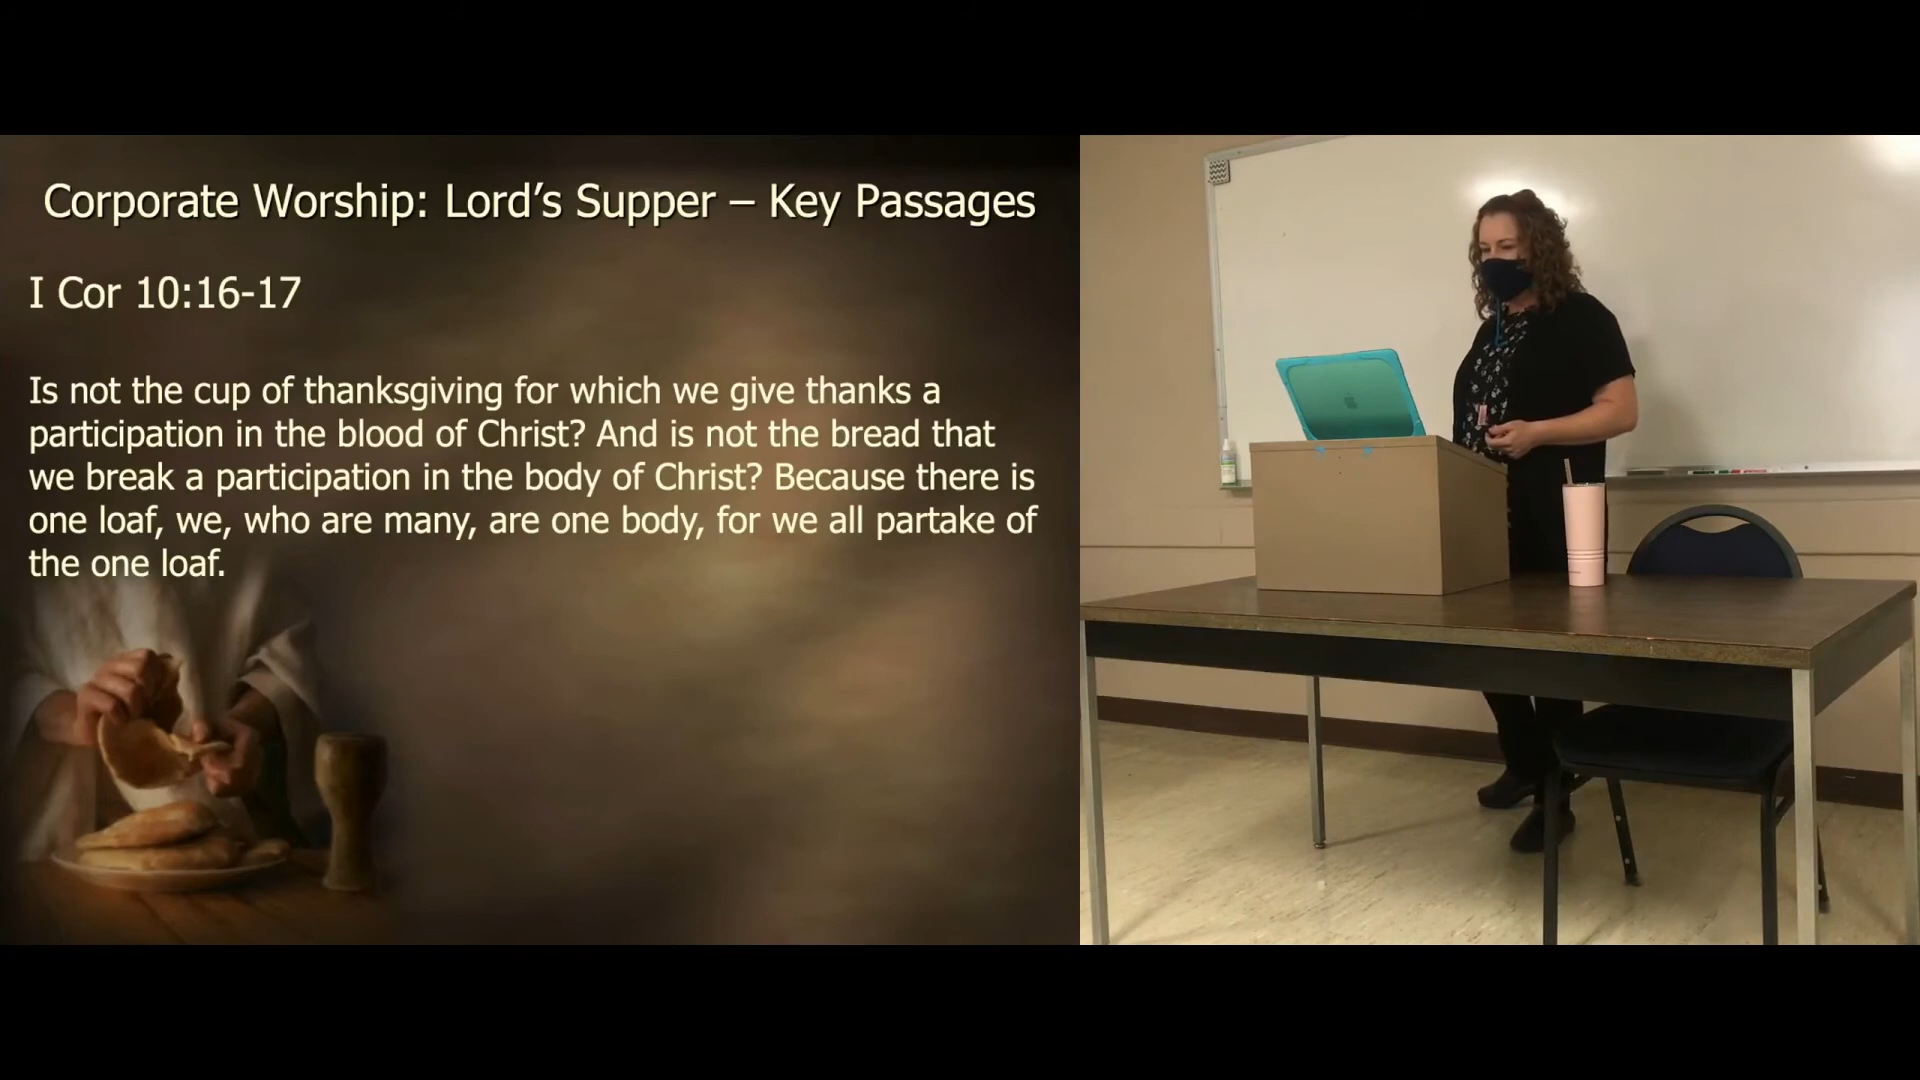 Corporate Worship: Lord’s Supper – Key Passages
I Cor 10:16-17
Is not the cup of thanksgiving for which we give thanks a
participation in the blood of Christ? And is not the bread that
we break a participation in the body of Christ? Because there is
one loaf, we, who are many, are one body, for we all partake of
the one loaf.